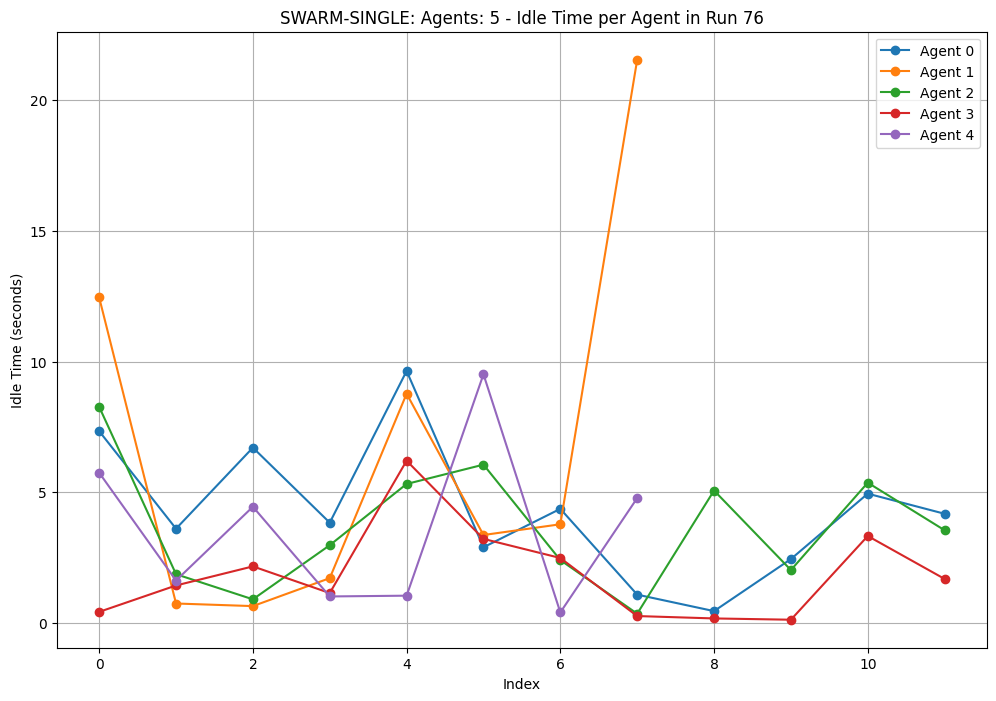 SWARM-SINGLE: Agents: 5 - Idle Time per Agent in Run 76
Agent 0
Agent 1
Agent 2
Agent 3
Agent 4
Idle Time (seconds)
20
15
10
5
0
0 2 4 6 8 10
Index